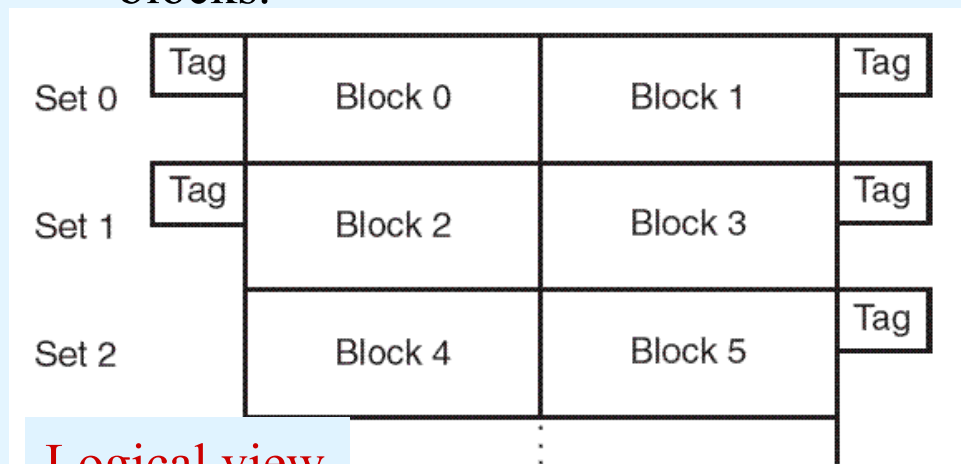 blocks.
Tag Tag
Set 0 Block 0 Block 1
Tag Tag
Set 1 Block 2 Block 3
Tag
Set 2 Block 4 Block 5
Logical view